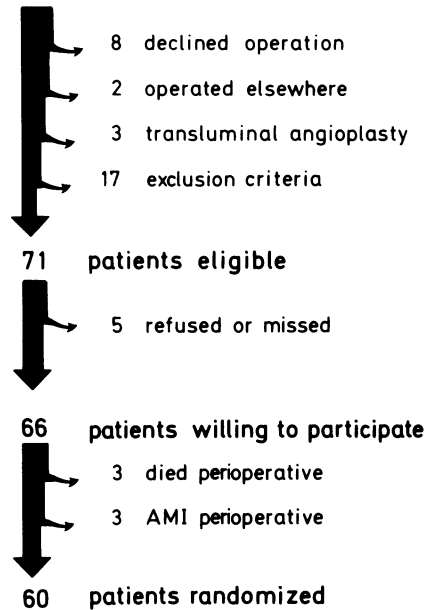 8 declined operation
2 operated elsewhere
3 transluminal angioplasty
17 exclusion criteria
71 patients eligible
5 refused or missed
66 patients willing to participate
3 died perioperative
3 AMI perioperative
60 patients randomized